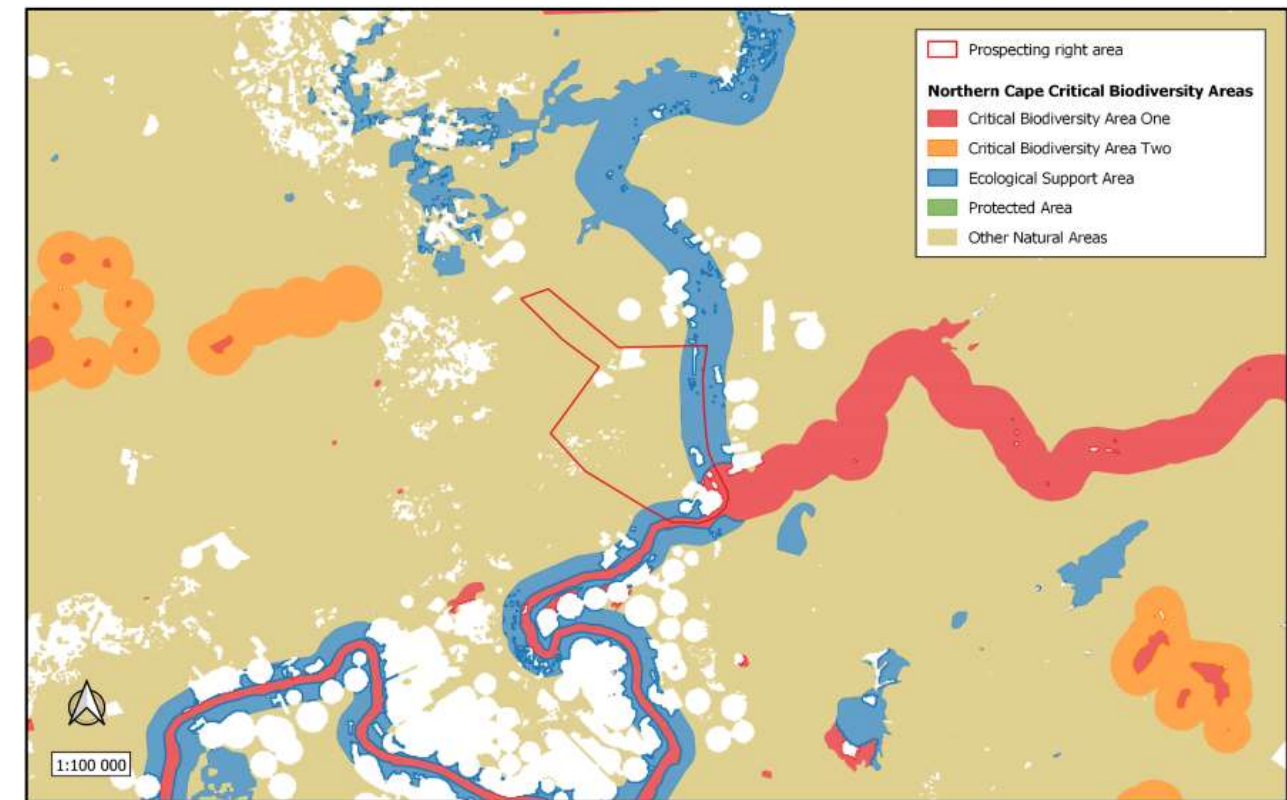 Prospecting right area
Northern Cape Critical Biodiversity Areas
Critical Biodiversity Area One
Critical Biodiversity Area Two
Ecological Support Area
Protected Area
Other Natural Areas
1:100 000